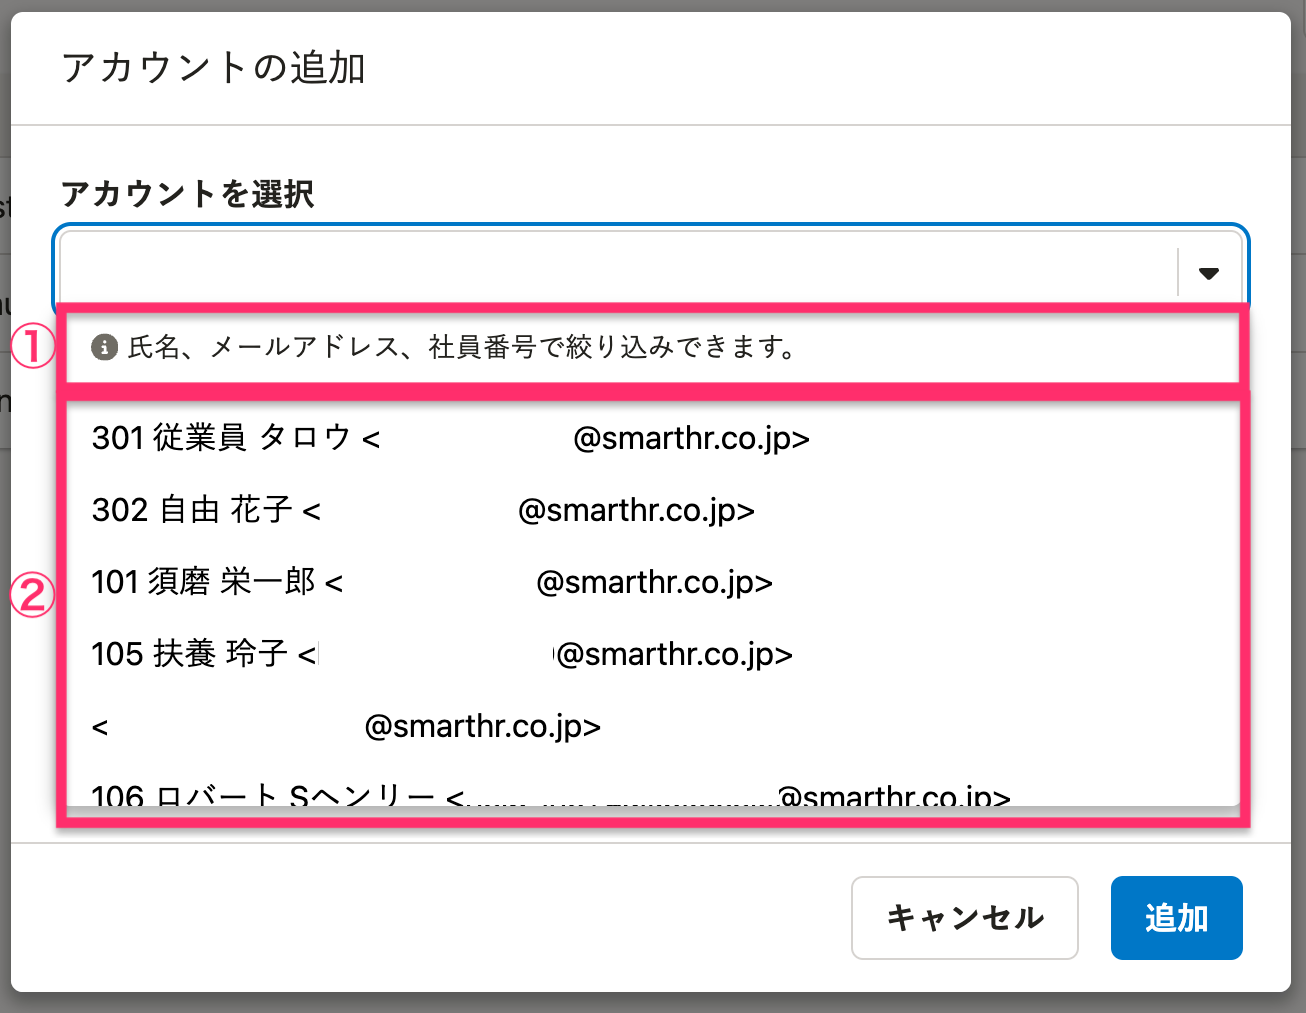 アカウントの追加
アカウントを選択
① 氏名、メールアドレス、社員番号で絞り込みできます。
301 従業員 タロウ < @smarthr.co.jp>
302 自由 花子 < @smarthr.co.jp>
② 101 須磨 栄一郎 < @smarthr.co.jp>
105 扶養 玲子 < @smarthr.co.jp>
< @smarthr.co.jp>
106 ロバート Sヘンリー < @smarthr.co.jp>
キャンセル 追加